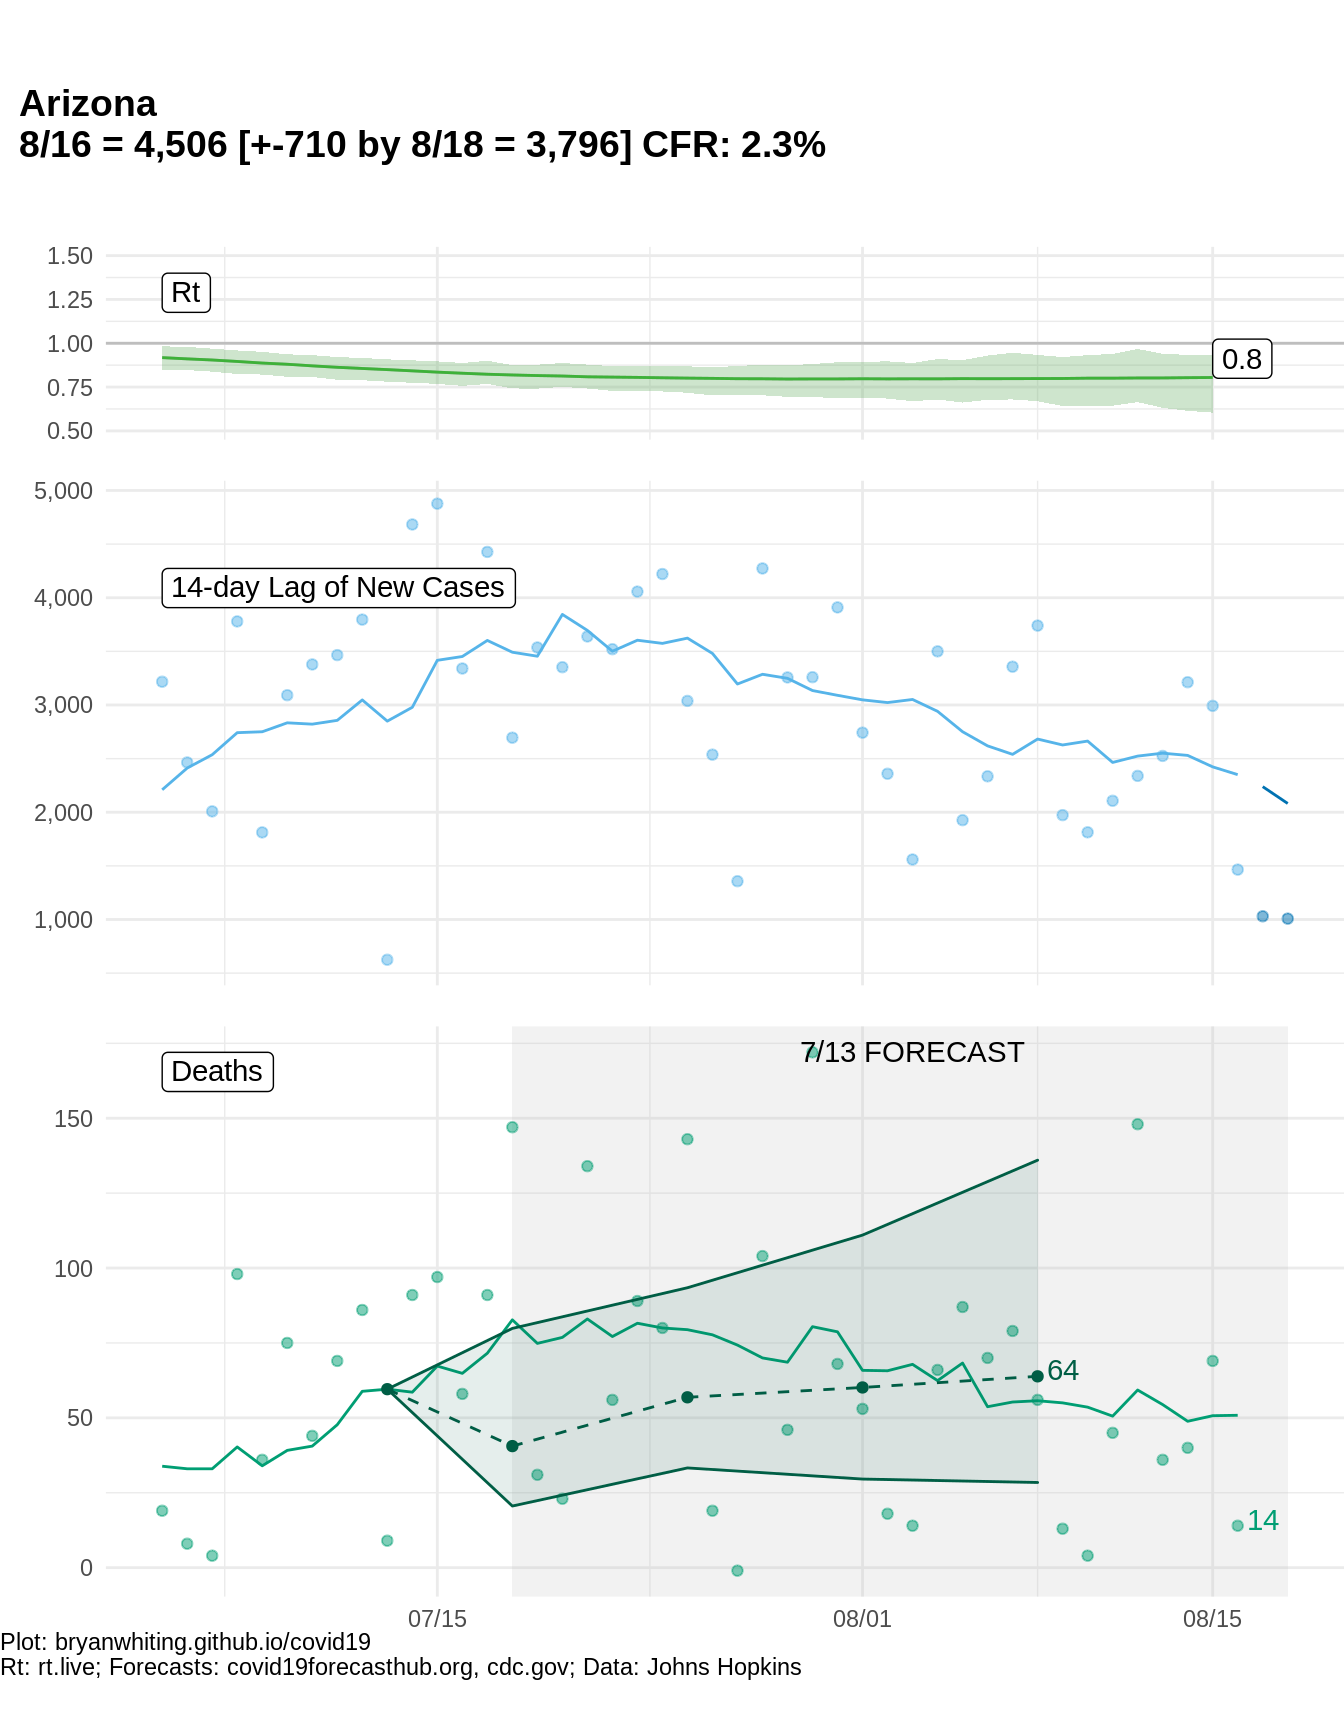 Arizona
8/16 = 4,506 [+-710 by 8/18 = 3,796] CFR: 2.3%
1.50
Rt
1.25
1.00
0.8
0.75
0.50
5,000
14-day Lag of New Cases
4,000
3,000
2,000
1,000
7/13 FORECAST
Deaths
150
100
64
50
14
0
07/15 08/01 08/15
Plot: bryanwhiting.github.io/covid19
Rt: rt.live; Forecasts: covid19forecasthub.org, cdc.gov; Data: Johns Hopkins